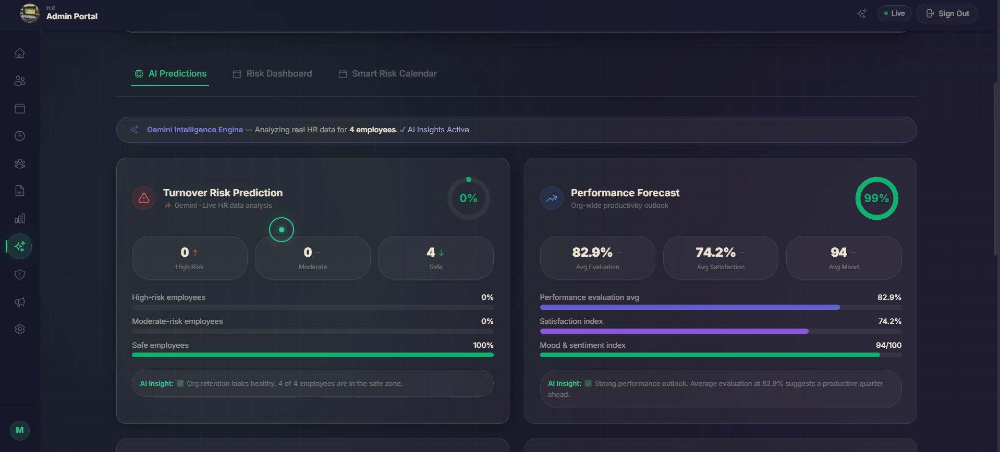 HR
Admin Portal
Live
Sign Out
AI Predictions
Risk Dashboard
Smart Risk Calendar
Gemini Intelligence Engine — Analyzing real HR data for 4 employees. ✓ AI Insights Active
Turnover Risk Prediction
✨ Gemini · Live HR data analysis
0%
0 ↑
High Risk
0 –
Moderate
4 ↓
Safe
High-risk employees 0%
Moderate-risk employees 0%
Safe employees 100%
AI Insight: ✅ Org retention looks healthy. 4 of 4 employees are in the safe zone.
Performance Forecast
Org-wide productivity outlook
99%
82.9% –
Avg Evaluation
74.2% –
Avg Satisfaction
94 –
Avg Mood
Performance evaluation avg 82.9%
Satisfaction index 74.2%
Mood & sentiment index 94/100
AI Insight: ✅ Strong performance outlook. Average evaluation at 82.9% suggests a productive quarter
ahead.
M